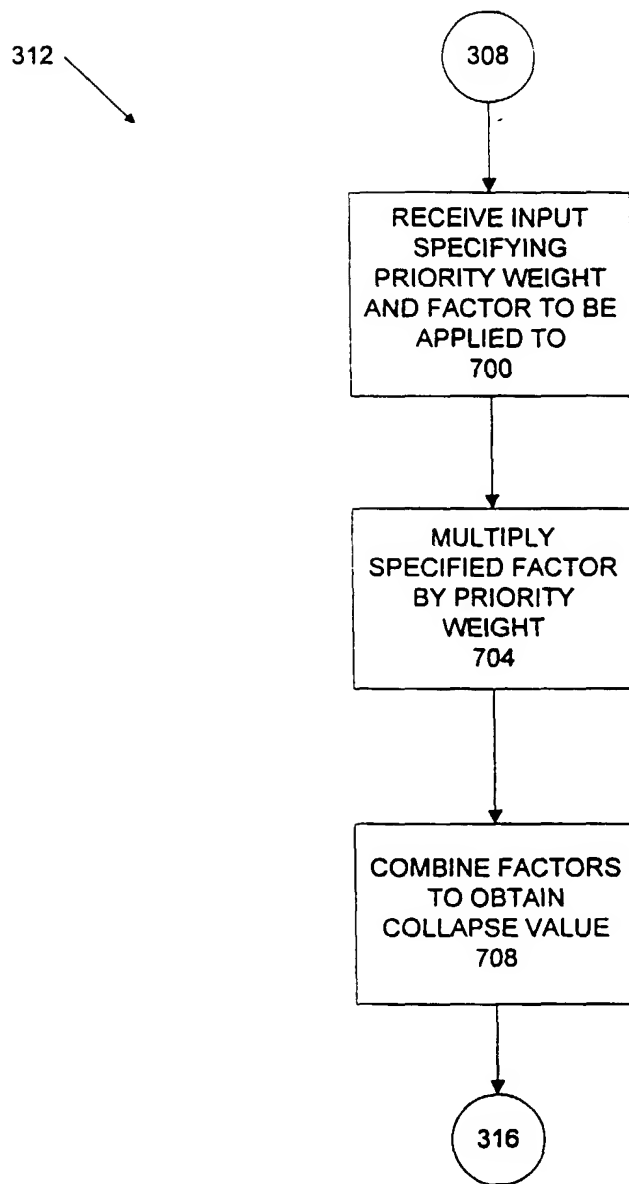 312
308
RECEIVE INPUT
SPECIFYING
PRIORITY WEIGHT
AND FACTOR TO BE
APPLIED TO
700
MULTIPLY
SPECIFIED FACTOR
BY PRIORITY
WEIGHT
704
COMBINE FACTORS
TO OBTAIN
COLLAPSE VALUE
708
316